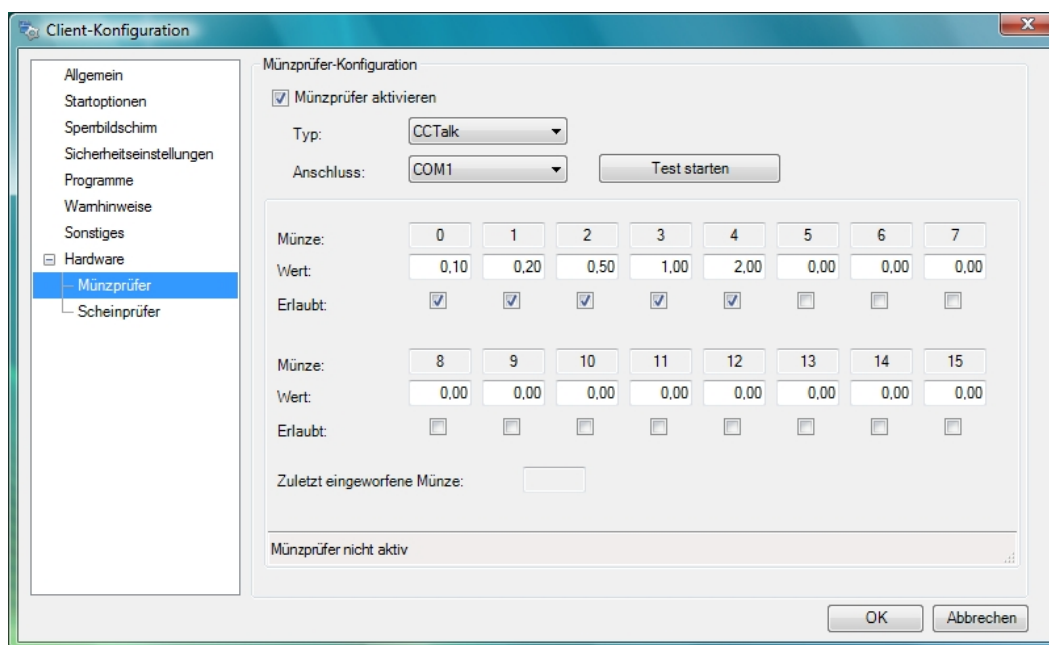 Client-Konfiguration
Allgemein
Startoptionen
Sperrbildschirm
Sicherheitseinstellungen
Programme
Warnhinweise
Sonstiges
Hardware
Münzprüfer
Scheinprüfer
Münzprüfer-Konfiguration
Münzprüfer aktivieren
Typ: CCTalk
Anschluss: COM1 Test starten
Münze: 0 1 2 3 4 5 6 7
Wert: 0,10 0,20 0,50 1,00 2,00 0,00 0,00 0,00
Erlaubt:
Münze: 8 9 10 11 12 13 14 15
Wert: 0,00 0,00 0,00 0,00 0,00 0,00 0,00 0,00
Erlaubt:
Zuletzt eingeworfene Münze:
Münzprüfer nicht aktiv
OK Abbrechen